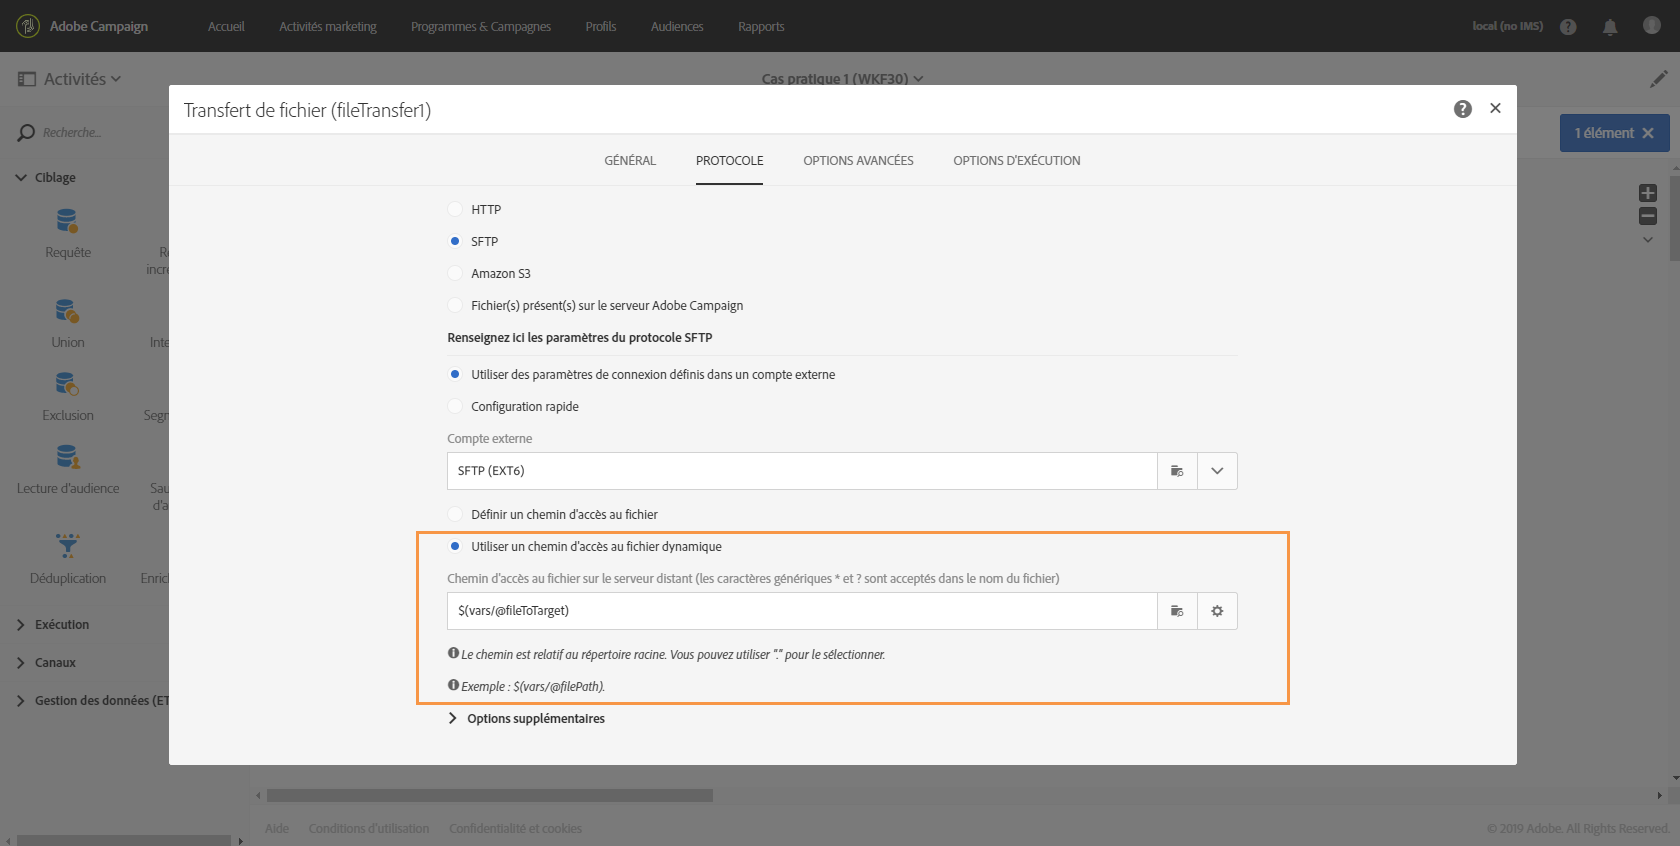 Adobe Campaign Accueil Activités marketing Programmes & Campagnes Profils Audiences Rapports local (no IMS)
Activités Cas pratique 1 (WKF30)
Transfert de fichier (fileTransfer1)
Recherche...
1 élément
GÉNÉRAL PROTOCOLE OPTIONS AVANCÉES OPTIONS D'EXÉCUTION
Ciblage
HTTP
SFTP
Requête
Amazon S3
Fichier(s) présent(s) sur le serveur Adobe Campaign
Renseignez ici les paramètres du protocole SFTP
Union Inte
Utiliser des paramètres de connexion définis dans un compte externe
Configuration rapide
Exclusion Segm
Compte externe
SFTP (EXT6)
Lecture d'audience Sau
d'a
Définir un chemin d'accès au fichier
Utiliser un chemin d'accès au fichier dynamique
Déduplication Enrich
Chemin d'accès au fichier sur le serveur distant (les caractères génériques * et ? sont acceptés dans le nom du fichier)
$(vars/@fileToTarget)
Exécution
Le chemin est relatif au répertoire racine. Vous pouvez utiliser "." pour le sélectionner.
Canaux
Exemple : $(vars/@filePath).
Gestion des données (ET
Options supplémentaires
Aide Conditions d'utilisation Confidentialité et cookies © 2019 Adobe. All Rights Reserved.